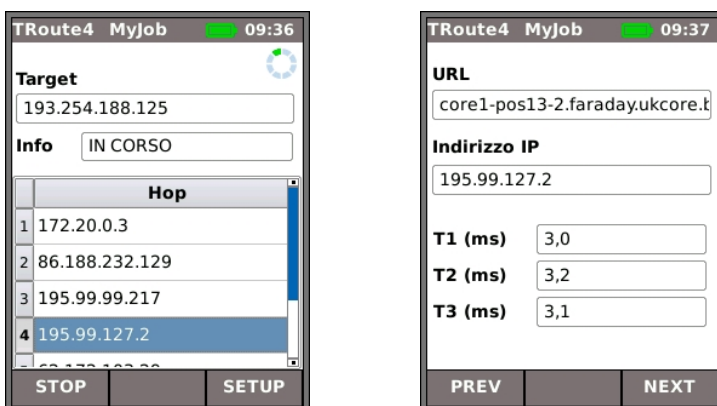 TRoute4 MyJob 09:36
Target
193.254.188.125
Info IN CORSO
Hop
1 172.20.0.3
2 86.188.232.129
3 195.99.99.217
4 195.99.127.2
STOP SETUP
TRoute4 MyJob 09:37
URL
core1-pos13-2.faraday.ukcore.b
Indirizzo IP
195.99.127.2
T1 (ms) 3,0
T2 (ms) 3,2
T3 (ms) 3,1
PREV NEXT